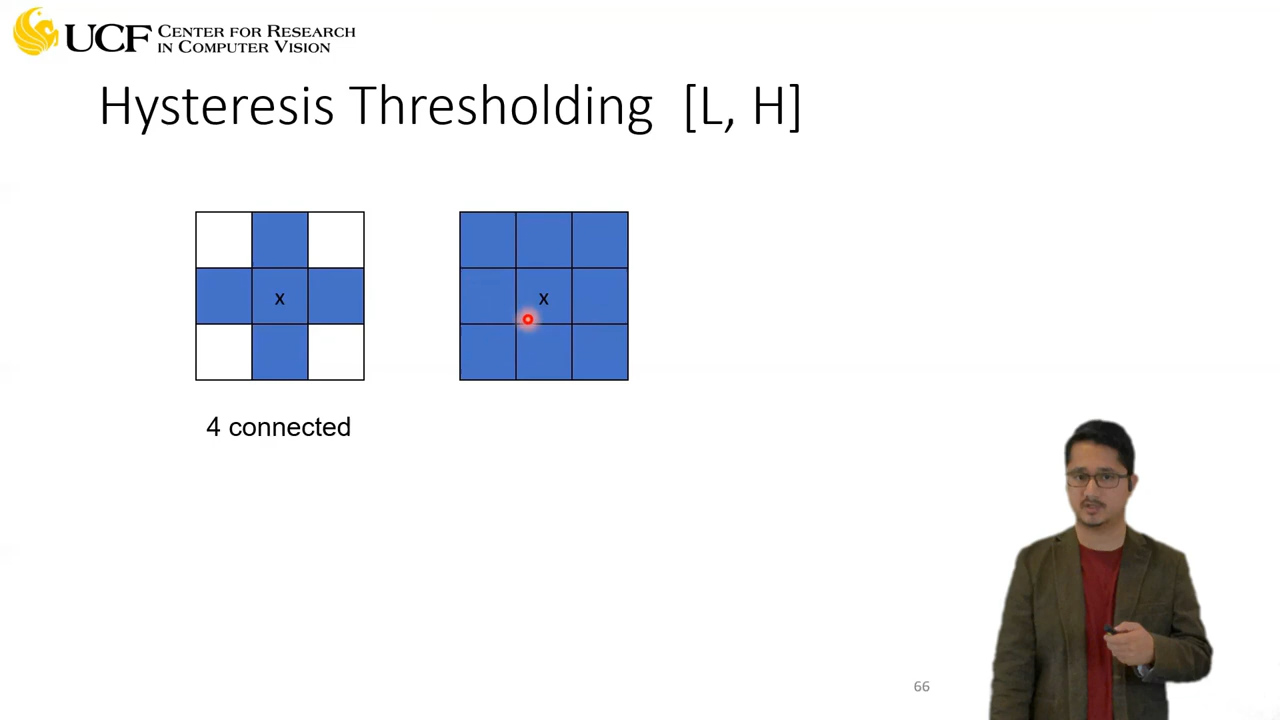 UCF CENTER FOR RESEARCH
IN COMPUTER VISION
Hysteresis Thresholding [L, H]
x
x
4 connected
66